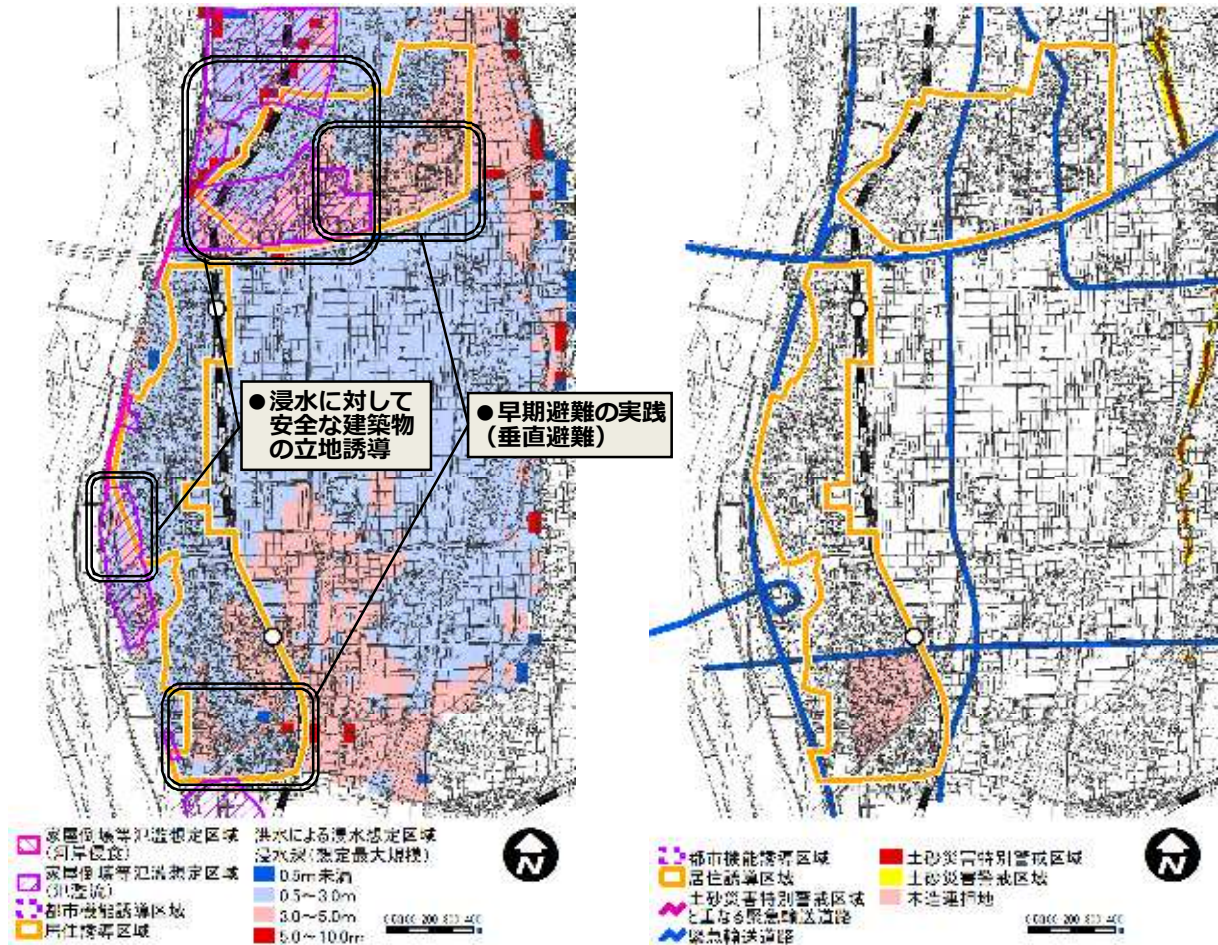 ●浸水に対して
安全な建築物
の立地誘導
●早期避難の実践
(垂直避難)
家屋倒壊等氾濫想定区域
(河岸侵食)
家屋倒壊等氾濫想定区域
(氾濫流)
都市機能誘導区域
居住誘導区域
洪水による浸水想定区域
浸水深(想定最大規模)
0.5m未満
0.5~3.0m
3.0~5.0m
5.0~10.0m
N
都市機能誘導区域
居住誘導区域
土砂災害特別警戒区域
と重なる緊急輸送道路
緊急輸送道路
土砂災害特別警戒区域
土砂災害警戒区域
木造連担地
N